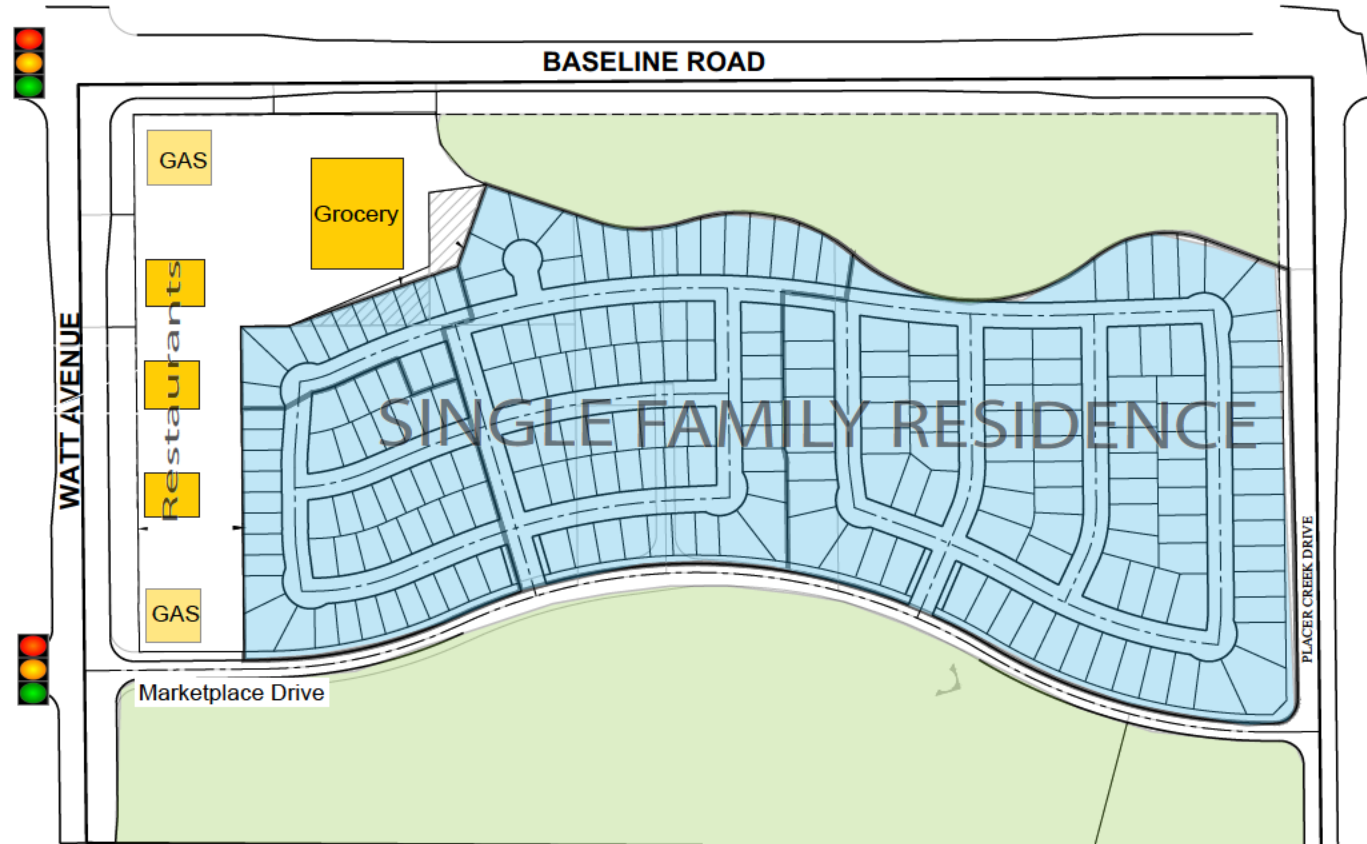 BASELINE ROAD
GAS
Grocery
Restaurants
WATT AVENUE
SINGLE FAMILY RESIDENCE
PLACER CREEK DRIVE
GAS
Marketplace Drive